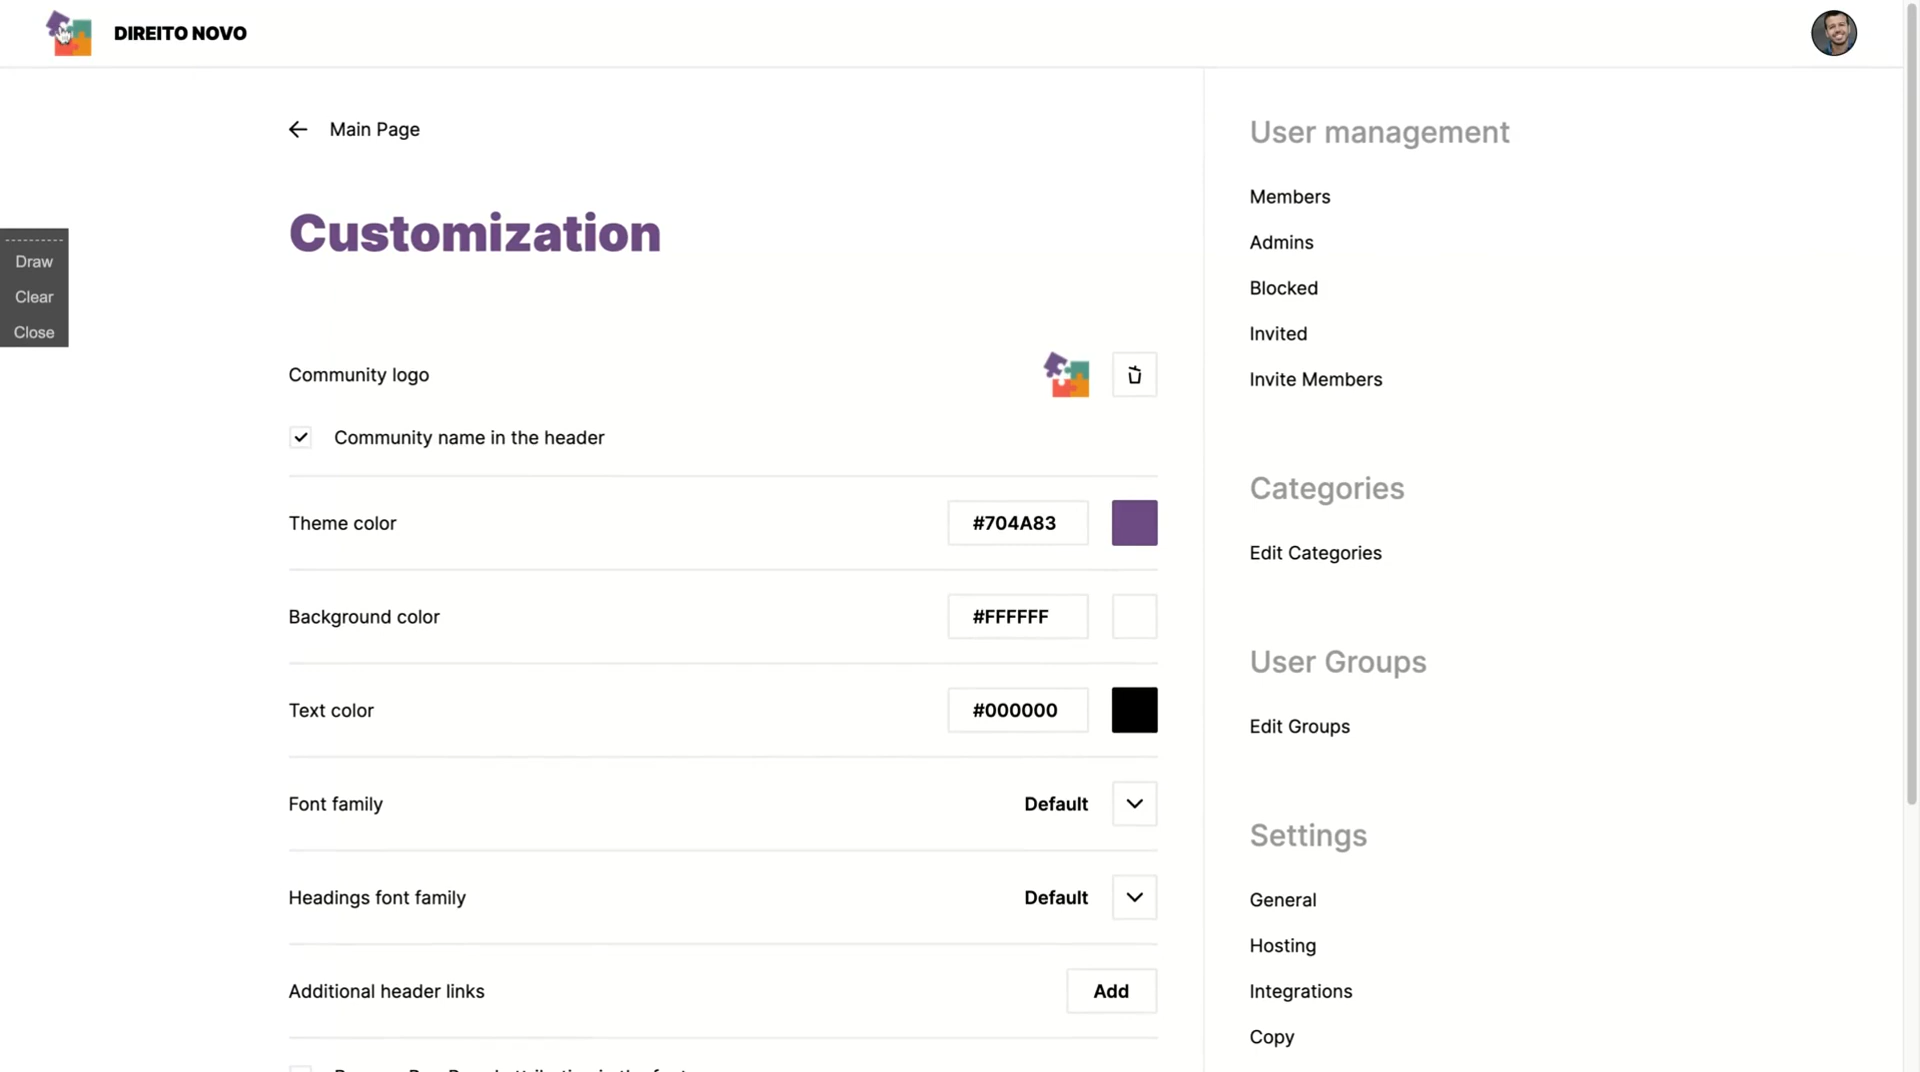 DIREITO NOVO
Main Page
Customization
Draw
Clear
Close
Community logo
Community name in the header
Theme color
#704A83
Background color
#FFFFFF
Text color
#000000
Font family
Default
Headings font family
Default
Additional header links
Add
User management
Members
Admins
Blocked
Invited
Invite Members
Categories
Edit Categories
User Groups
Edit Groups
Settings
General
Hosting
Integrations
Copy